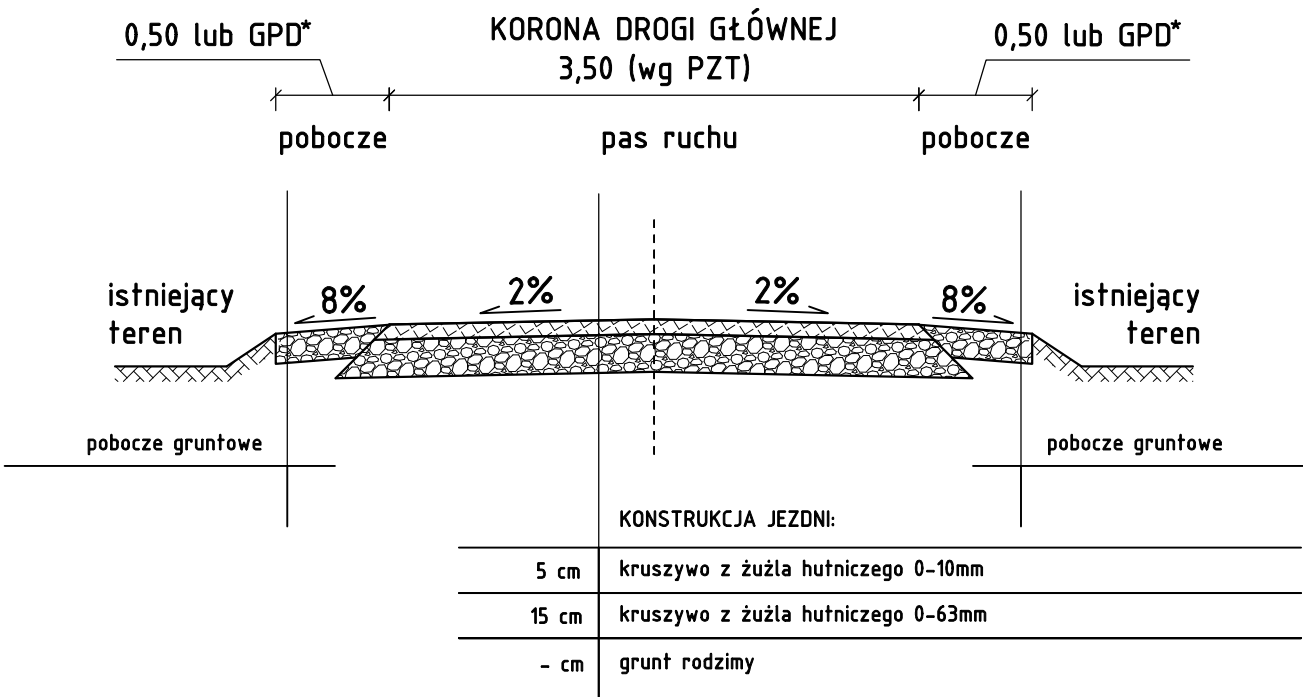 0,50 lub GPD*
KORONA DROGI GŁÓWNEJ
3,50 (wg PZT)
0,50 lub GPD*
pobocze
pas ruchu
pobocze
istniejący
teren
8%
2%
2%
8%
istniejący
teren
pobocze gruntowe
pobocze gruntowe
KONSTRUKCJA JEZDNI:
5 cm kruszywo z żużla hutniczego 0-10mm
15 cm kruszywo z żużla hutniczego 0-63mm
- cm grunt rodzimy